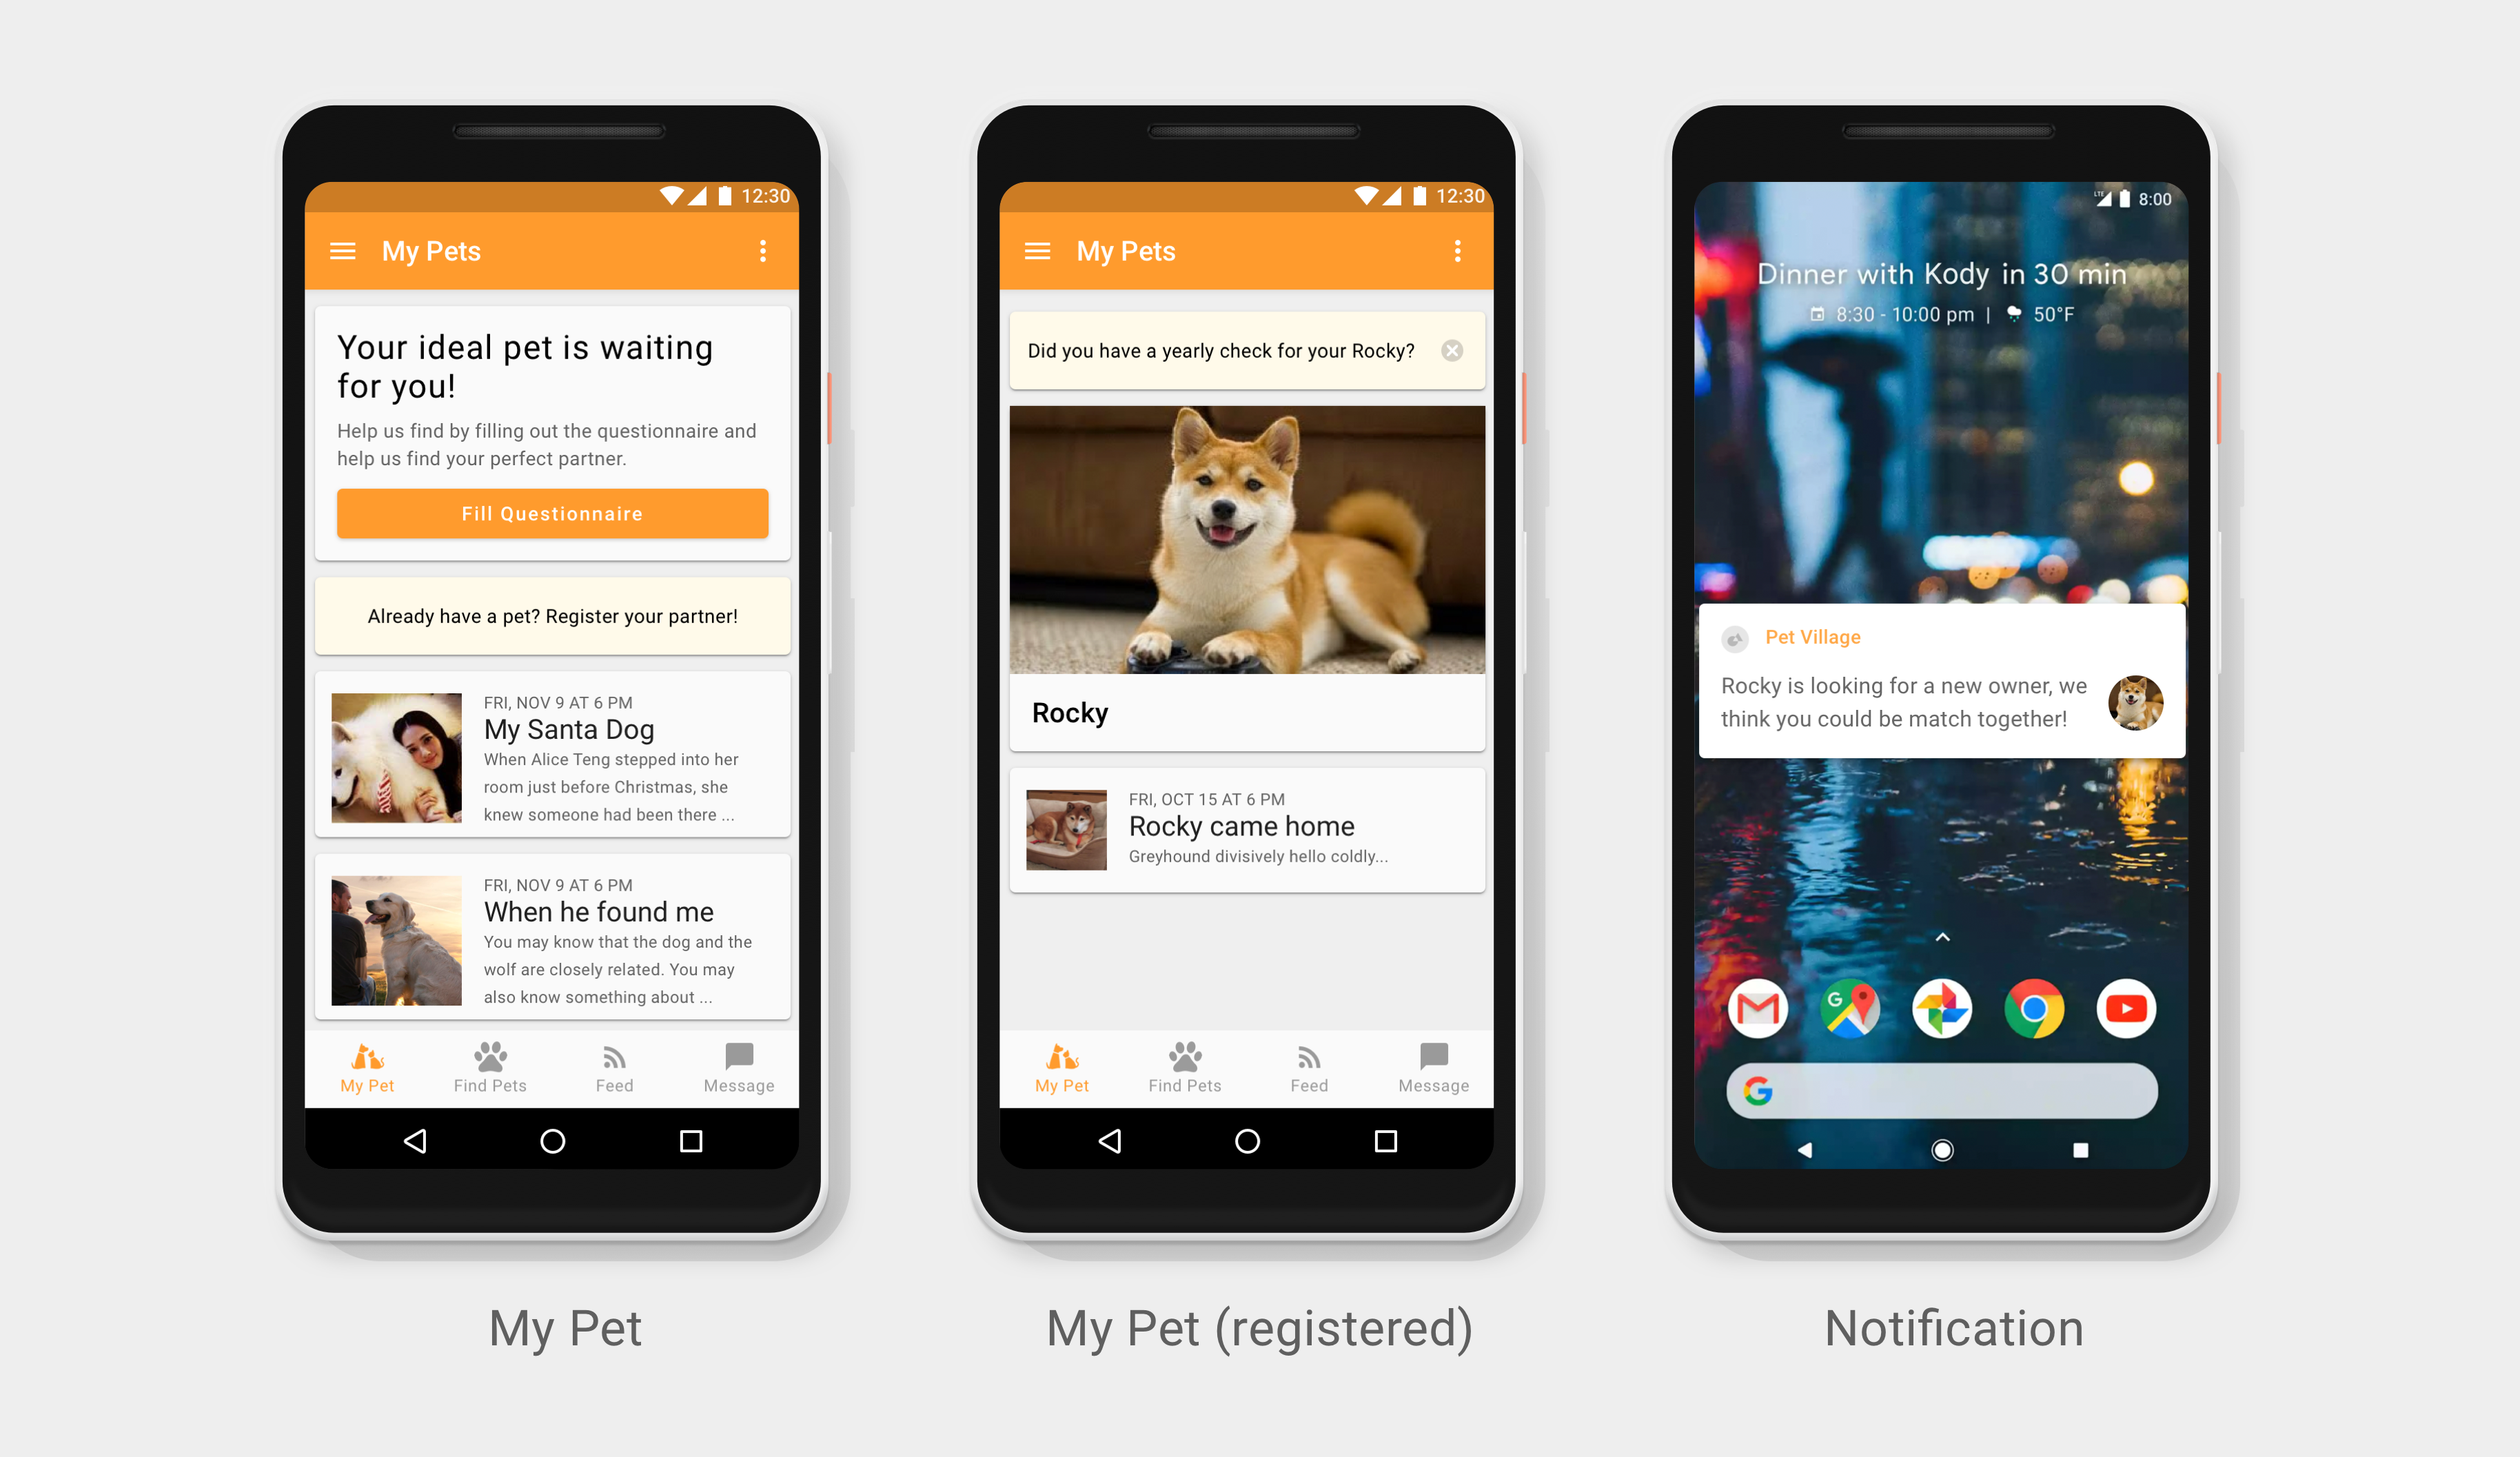 12:30
My Pets
Your ideal pet is waiting
for you!
Help us find by filling out the questionnaire and
help us find your perfect partner.
Fill Questionnaire
Already have a pet? Register your partner!
FRI, NOV 9 AT 6 PM
My Santa Dog
When Alice Teng stepped into her
room just before Christmas, she
knew someone had been there ...
FRI, NOV 9 AT 6 PM
When he found me
You may know that the dog and the
wolf are closely related. You may
also know something about ...
My Pet Find Pets Feed Message
My Pet
12:30
My Pets
Did you have a yearly check for your Rocky?
Rocky
FRI, OCT 15 AT 6 PM
Rocky came home
Greyhound divisively hello coldly...
My Pet Find Pets Feed Message
My Pet (registered)
LTE 8:00
Dinner with Kody in 30 min
8:30 - 10:00 pm | 50°F
Pet Village
Rocky is looking for a new owner, we
think you could be match together!
G
G
Notification